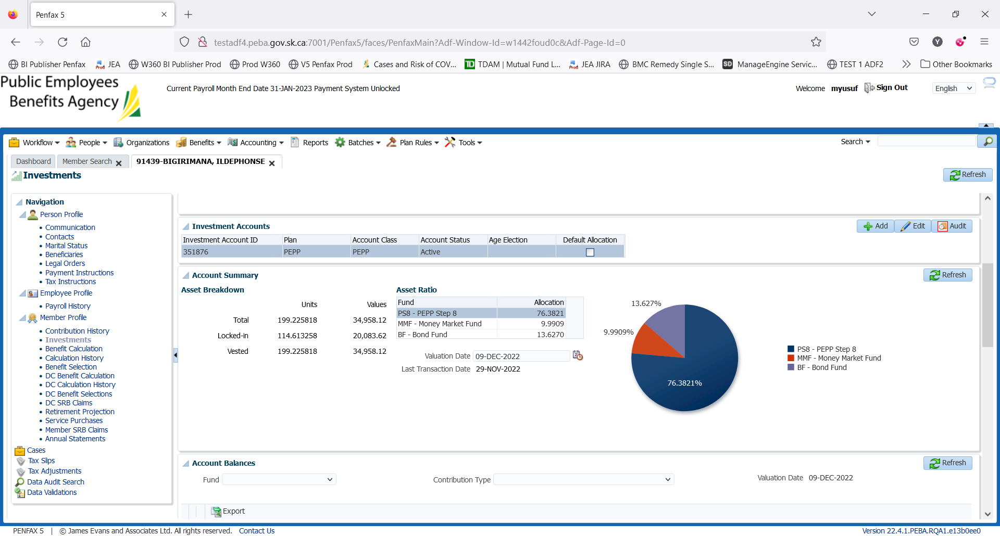 Penfax 5
testadf4.peba.gov.sk.ca:7001/Penfax5/faces/PenfaxMain?Adf-Window-Id=w1442foud0c&Adf-Page-Id=0
Y
BI Publisher Penfax JEA W360 BI Publisher Prod Prod W360 V5 Penfax Prod Cases and Risk of COV... TD TDAM | Mutual Fund L... JEA JIRA BMC Remedy Single S... SD ManageEngine Servic... TEST 1 ADF2 Other Bookmarks
Public Employees
Benefits Agency
Current Payroll Month End Date 31-JAN-2023 Payment System Unlocked
Welcome myusuf Sign Out English
Workflow People Organizations Benefits Accounting Reports Batches Plan Rules Tools Search
Dashboard Member Search 91439-BIGIRIMANA, ILDEPHONSE
Investments Refresh
Navigation
Person Profile
Communication
Contacts
Marital Status
Beneficiaries
Legal Orders
Payment Instructions
Tax Instructions
Employee Profile
Payroll History
Member Profile
Contribution History
Investments
Benefit Calculation
Calculation History
Benefit Selection
DC Benefit Calculation
DC Calculation History
DC Benefit Selections
DC SRB Claims
Retirement Projection
Service Purchases
Member SRB Claims
Annual Statements
Cases
Tax Slips
Tax Adjustments
Data Audit Search
Data Validations
Investment Accounts Add Edit Audit
Investment Account ID Plan Account Class Account Status Age Election Default Allocation
351876 PEPP PEPP Active
Account Summary Refresh
Asset Breakdown
Units Values
Total 199.225818 34,958.12
Locked-in 114.613258 20,083.62
Vested 199.225818 34,958.12
Asset Ratio
Fund Allocation
PS8 - PEPP Step 8 76.3821
MMF - Money Market Fund 9.9909
BF - Bond Fund 13.6270
Valuation Date 09-DEC-2022
Last Transaction Date 29-NOV-2022
13.627%
9.9909%
76.3821%
PS8 - PEPP Step 8
MMF - Money Market Fund
BF - Bond Fund
Account Balances Refresh
Fund Contribution Type Valuation Date 09-DEC-2022
Export
PENFAX 5 | © James Evans and Associates Ltd. All rights reserved. Contact Us Version 22.4.1.PEBA.RQA1.e13b0ee0